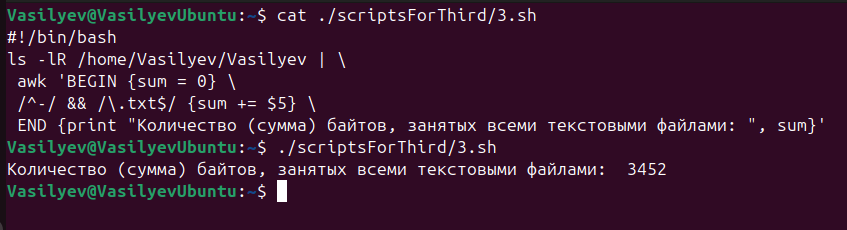 Vasilyev@VasilyevUbuntu:~$ cat ./scriptsForThird/3.sh
#!/bin/bash
ls -lR /home/Vasilyev/Vasilyev | \
 awk 'BEGIN {sum = 0} \
 /^-/ && /\.txt$/ {sum += $5} \
 END {print "Количество (сумма) байтов, занятых всеми текстовыми файлами: ", sum}'
Vasilyev@VasilyevUbuntu:~$ ./scriptsForThird/3.sh
Количество (сумма) байтов, занятых всеми текстовыми файлами:  3452
Vasilyev@VasilyevUbuntu:~$